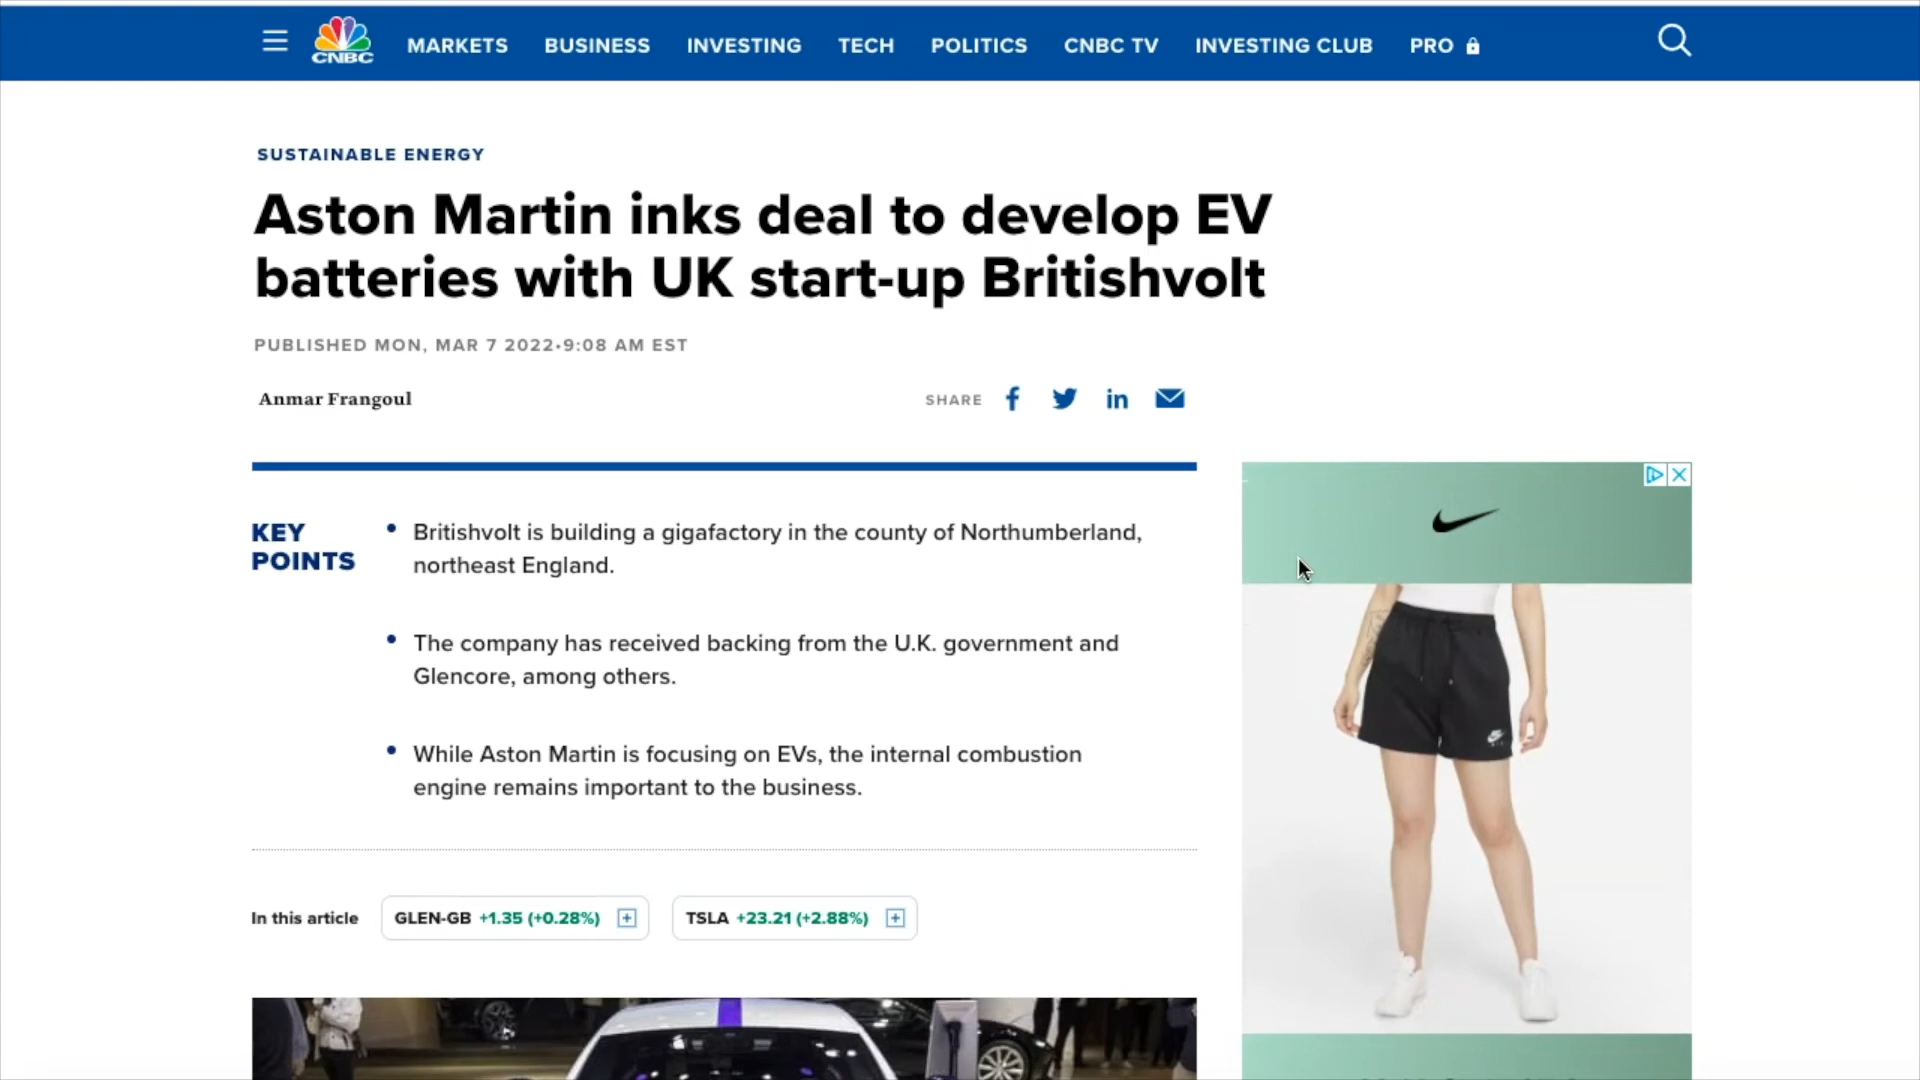 CNBC
MARKETS BUSINESS INVESTING TECH POLITICS CNBC TV INVESTING CLUB PRO
SUSTAINABLE ENERGY
Aston Martin inks deal to develop EV
batteries with UK start-up Britishvolt
PUBLISHED MON, MAR 7 2022•9:08 AM EST
Anmar Frangoul
SHARE
KEY
POINTS
• Britishvolt is building a gigafactory in the county of Northumberland,
northeast England.
• The company has received backing from the U.K. government and
Glencore, among others.
• While Aston Martin is focusing on EVs, the internal combustion
engine remains important to the business.
In this article GLEN-GB +1.35 (+0.28%) TSLA +23.21 (+2.88%)